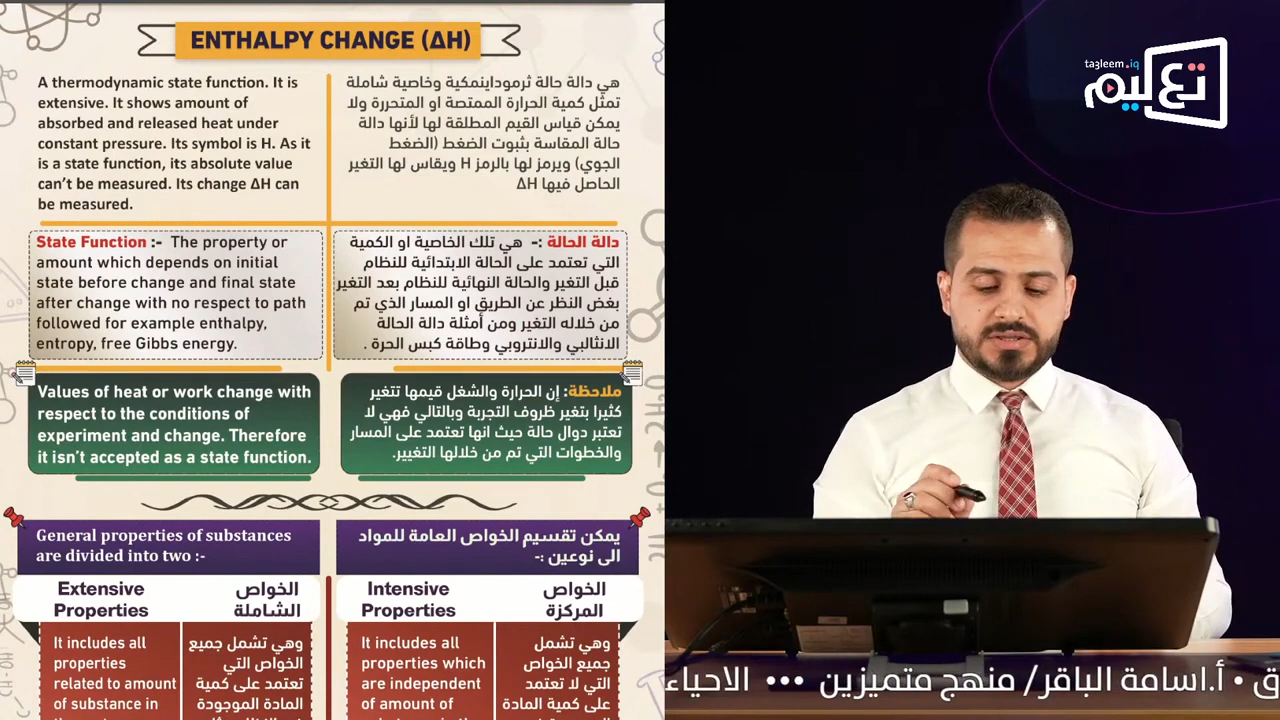 ENTHALPY CHANGE (ΔH)
A thermodynamic state function. It is
extensive. It shows amount of
absorbed and released heat under
constant pressure. Its symbol is H. As it
is a state function, its absolute value
can't be measured. Its change ΔH can
be measured.
هي دالة حالة ثرموداينمكية وخاصية شاملة
تمثل كمية الحرارة الممتصة او المتحررة ولا
يمكن قياس القيم المطلقة لها لأنها دالة
حالة المقاسة بثبوت الضغط (الضغط
الجوي) ويرمز لها بالرمز H ويقاس لها التغير
الحاصل فيها ΔH
State Function :- The property or
amount which depends on initial
state before change and final state
after change with no respect to path
followed for example enthalpy,
entropy, free Gibbs energy.
دالة الحالة :- هي تلك الخاصية او الكمية
التي تعتمد على الحالة الابتدائية للنظام
قبل التغير والحالة النهائية للنظام بعد التغير
بغض النظر عن الطريق او المسار الذي تم
من خلاله التغير ومن أمثلة دالة الحالة
الانثالبي والانتروبي وطاقة كبس الحرة .
Values of heat or work change with
respect to the conditions of
experiment and change. Therefore
it isn't accepted as a state function.
ملاحظة: إن الحرارة والشغل قيمها تتغير
كثيرا بتغير ظروف التجربة وبالتالي فهي لا
تعتبر دوال حالة حيث انها تعتمد على المسار
والخطوات التي تم من خلالها التغيير.
General properties of substances
are divided into two :-
يمكن تقسيم الخواص العامة للمواد
الى نوعين :-
Extensive
Properties
الخواص
الشاملة
Intensive
Properties
الخواص
المركزة
It includes all
properties
related to amount
of substance in
وهي تشمل جميع
الخواص التي
تعتمد على كمية
المادة الموجودة
It includes all
properties which
are independent
of amount of
وهي تشمل
جميع الخواص
التي لا تعتمد
على كمية المادة
ta3leem.iq
تعليم
ق • أ.اسامة الباقر/ منهج متميزين ••• الاحياء